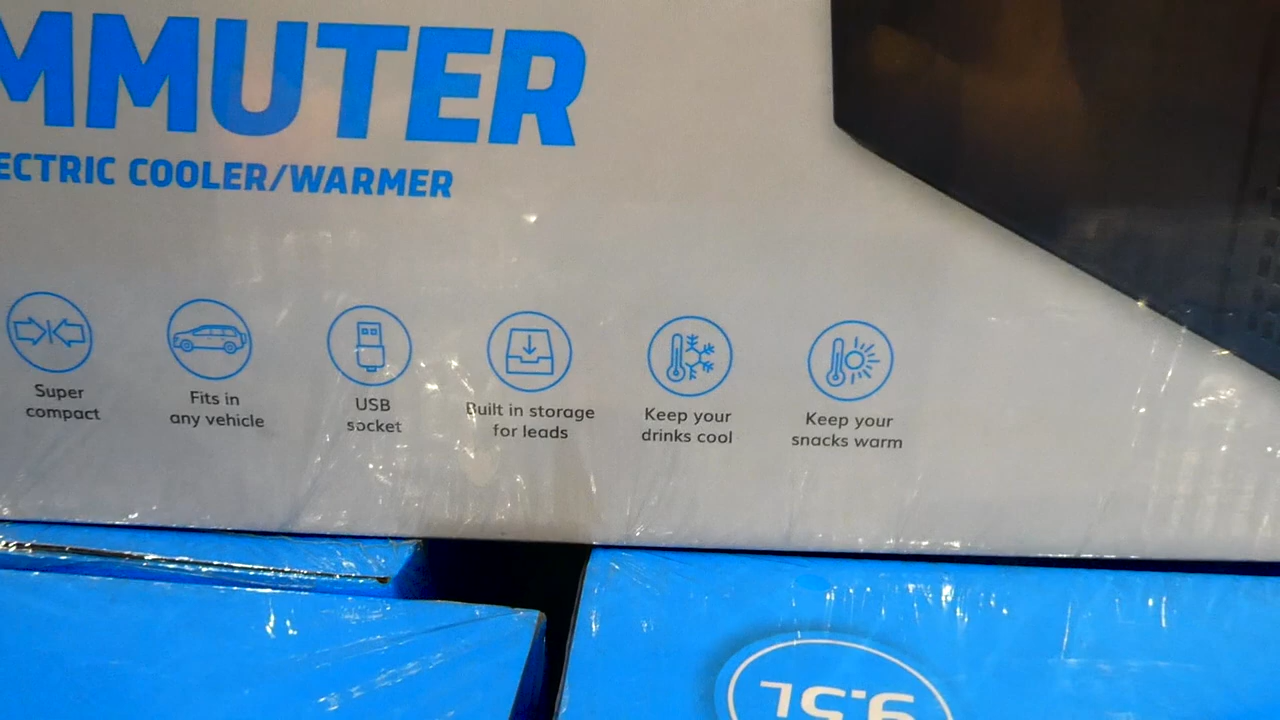 MMUTER
ECTRIC COOLER/WARMER
Super
compact
Fits in
any vehicle
USB
socket
Built in storage
for leads
Keep your
drinks cool
Keep your
snacks warm
9.5L